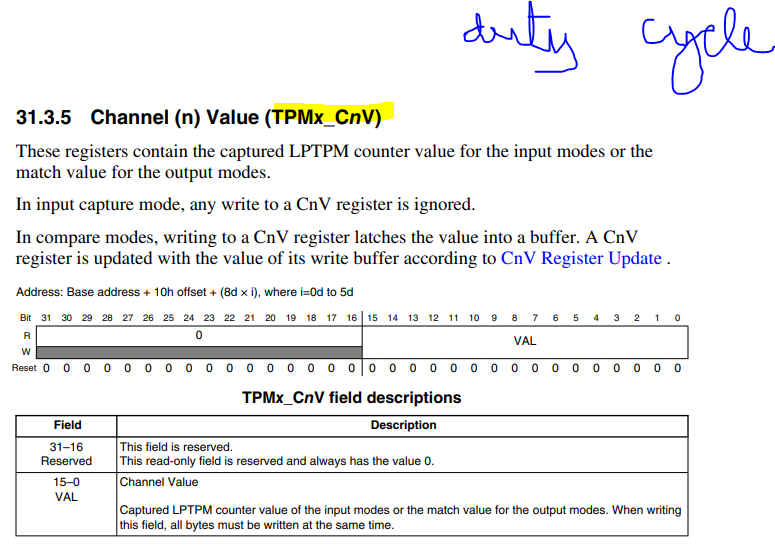 duty cycle
31.3.5 Channel (n) Value (TPMx_CnV)
These registers contain the captured LPTPM counter value for the input modes or the
match value for the output modes.
In input capture mode, any write to a CnV register is ignored.
In compare modes, writing to a CnV register latches the value into a buffer. A CnV
register is updated with the value of its write buffer according to CnV Register Update .
Address: Base address + 10h offset + (8d × i), where i=0d to 5d
Bit 31 30 29 28 27 26 25 24 23 22 21 20 19 18 17 16 15 14 13 12 11 10 9 8 7 6 5 4 3 2 1 0
R 0 VAL
W
Reset 0 0 0 0 0 0 0 0 0 0 0 0 0 0 0 0 0 0 0 0 0 0 0 0 0 0 0 0 0 0 0 0
TPMx_CnV field descriptions
Field Description
31–16 This field is reserved.
Reserved This read-only field is reserved and always has the value 0.
15–0 Channel Value
VAL
Captured LPTPM counter value of the input modes or the match value for the output modes. When writing
this field, all bytes must be written at the same time.